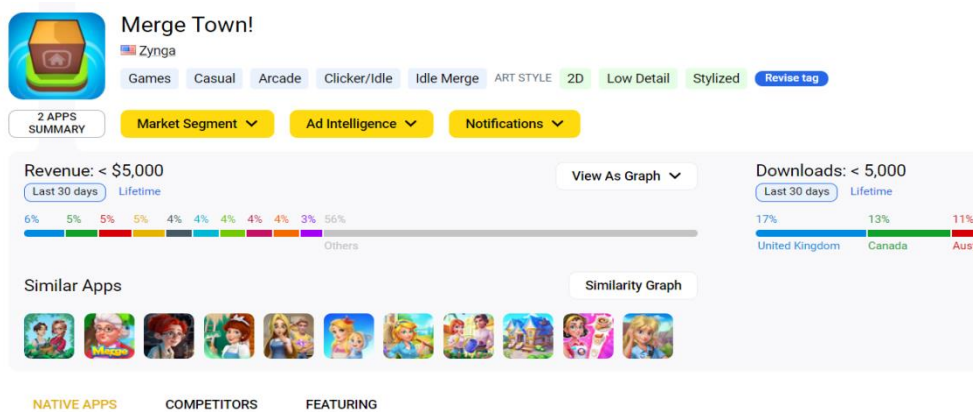 Merge Town!
Zynga
Games Casual Arcade Clicker/Idle Idle Merge ART STYLE 2D Low Detail Stylized Revise tag
2 APPS
SUMMARY
Market Segment Ad Intelligence Notifications
Revenue: < $5,000
Last 30 days Lifetime
View As Graph
6% 5% 5% 5% 4% 4% 4% 4% 4% 3% 56%
Others
Downloads: < 5,000
Last 30 days Lifetime
17% 13% 11%
United Kingdom Canada Aus
Similar Apps
Similarity Graph
Merge
NATIVE APPS COMPETITORS FEATURING